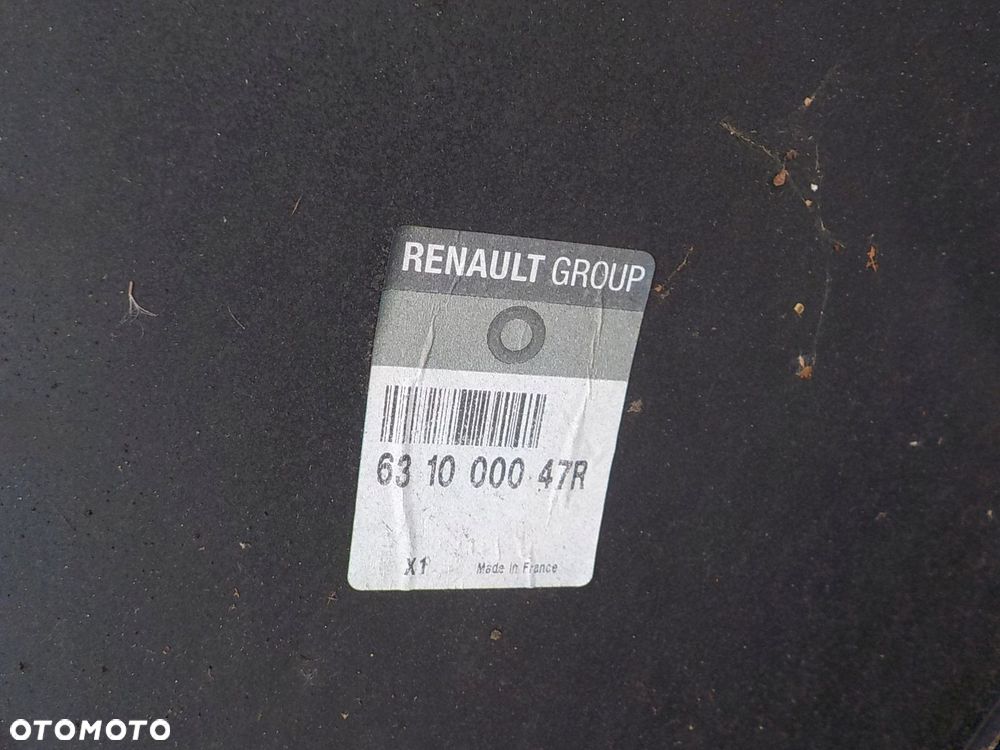 RENAULT GROUP
63 10 000 47R
X1 Made in France
OTOMOTO